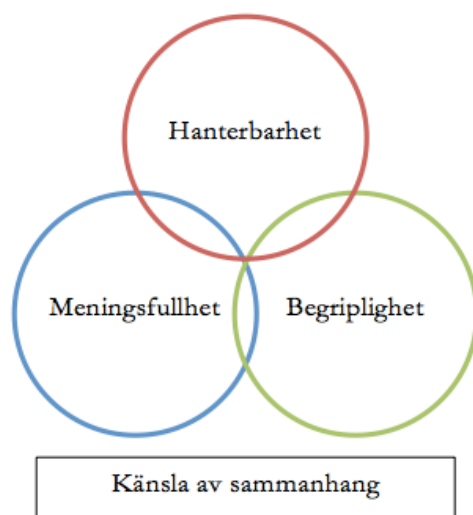 Hanterbarhet
Meningsfullhet
Begriplighet
Känsla av sammanhang